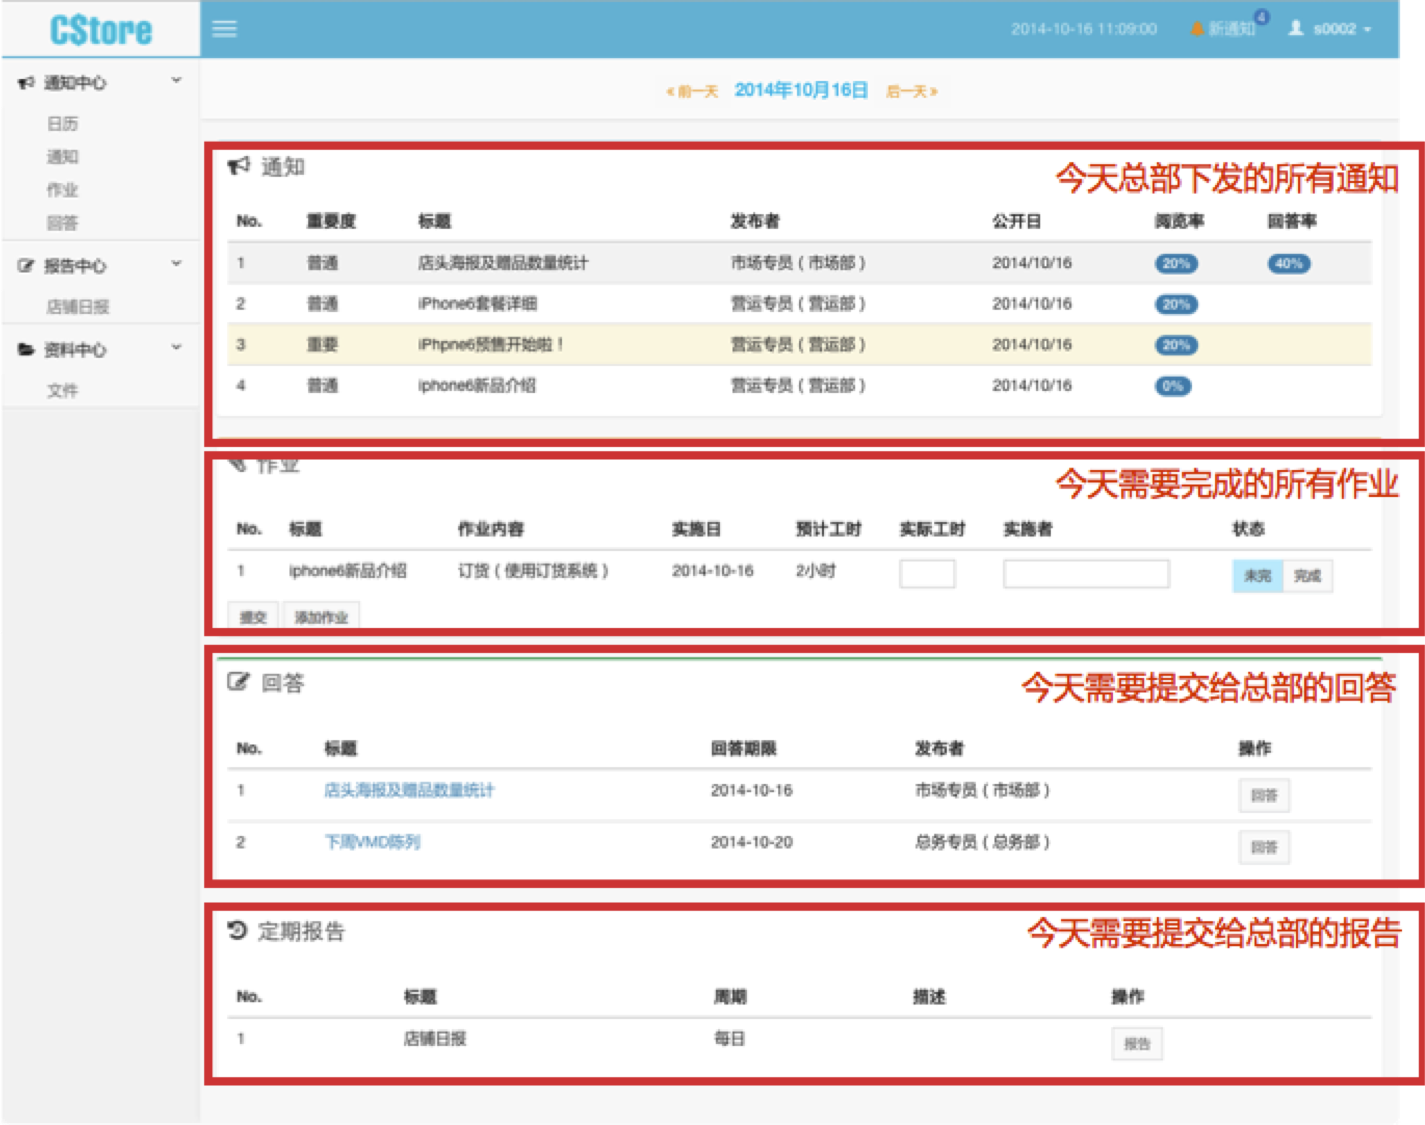 C$tore
2014-10-16 11:09:00 新通知 4 s0002
通知中心
日历
通知
作业
回答
报告中心
店铺日报
资料中心
文件
« 前一天 2014年10月16日 后一天 »
通知 今天总部下发的所有通知
No. 重要度 标题 发布者 公开日 阅览率 回答率
1 普通 店头海报及赠品数量统计 市场专员（市场部） 2014/10/16 20% 40%
2 普通 iPhone6套餐详细 营运专员（营运部） 2014/10/16 20%
3 重要 iPhpne6预售开始啦！ 营运专员（营运部） 2014/10/16 20%
4 普通 iphone6新品介绍 营运专员（营运部） 2014/10/16 0%
作业 今天需要完成的所有作业
No. 标题 作业内容 实施日 预计工时 实际工时 实施者 状态
1 iphone6新品介绍 订货（使用订货系统） 2014-10-16 2小时 未完 完成
提交 添加作业
回答 今天需要提交给总部的回答
No. 标题 回答期限 发布者 操作
1 店头海报及赠品数量统计 2014-10-16 市场专员（市场部） 回答
2 下周VMD陈列 2014-10-20 总务专员（总务部） 回答
定期报告 今天需要提交给总部的报告
No. 标题 周期 描述 操作
1 店铺日报 每日 报告